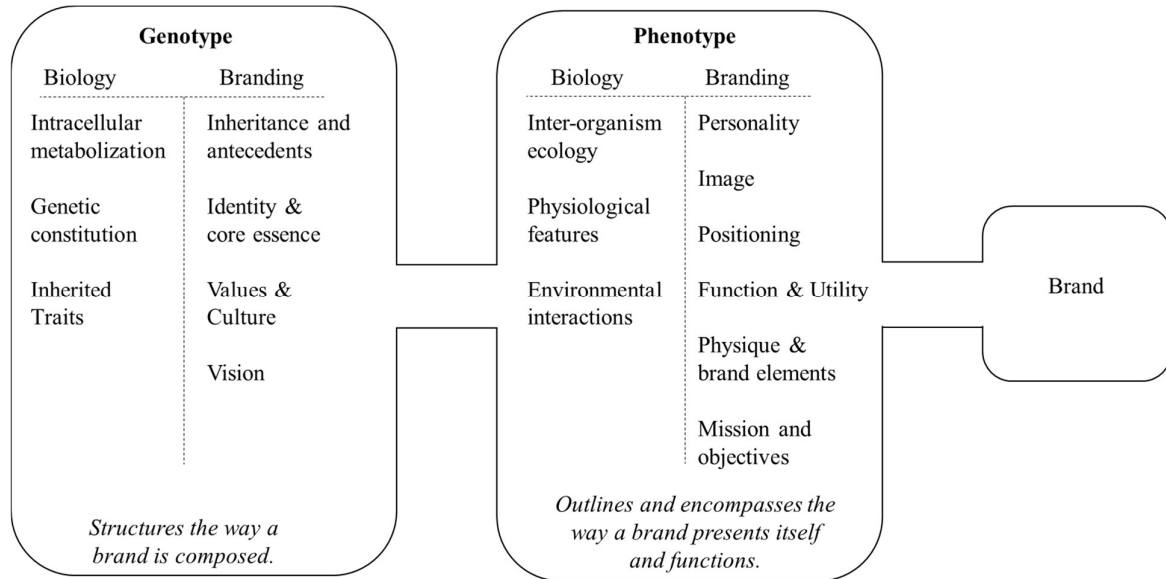 Genotype
Biology
Branding
Intracellular
metabolization
Genetic
constitution
Inherited
Traits
Inheritance and
antecedents
Identity &
core essence
Values &
Culture
Vision
Structures the way a
brand is composed.
Phenotype
Biology
Branding
Inter-organism
ecology
Physiological
features
Environmental
interactions
Personality
Image
Positioning
Function & Utility
Physique &
brand elements
Mission and
objectives
Outlines and encompasses the
way a brand presents itself
and functions.
Brand